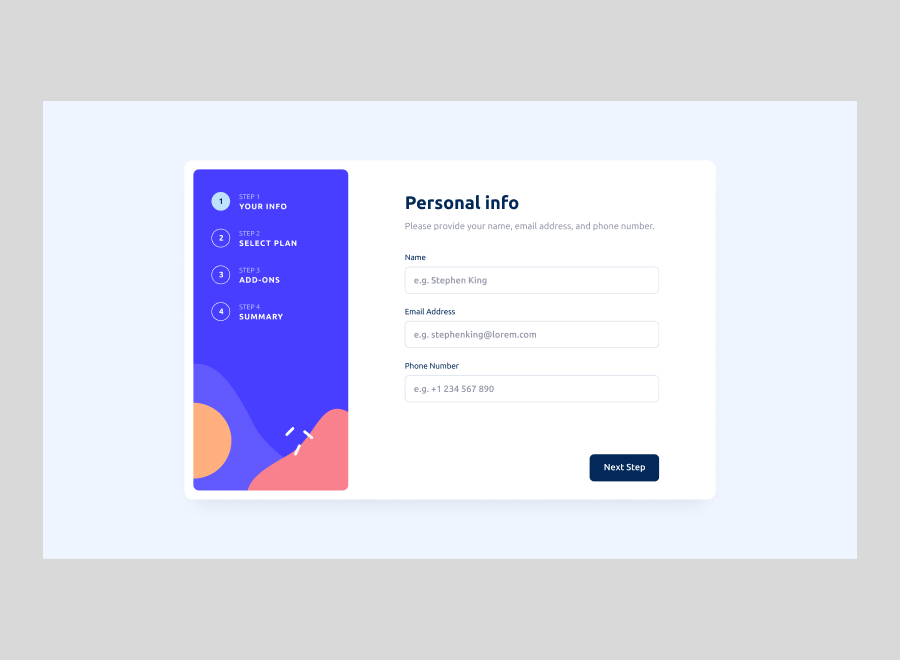 1
STEP 1
YOUR INFO
2
STEP 2
SELECT PLAN
3
STEP 3
ADD-ONS
4
STEP 4
SUMMARY
Personal info
Please provide your name, email address, and phone number.
Name
e.g. Stephen King
Email Address
e.g. stephenking@lorem.com
Phone Number
e.g. +1 234 567 890
Next Step